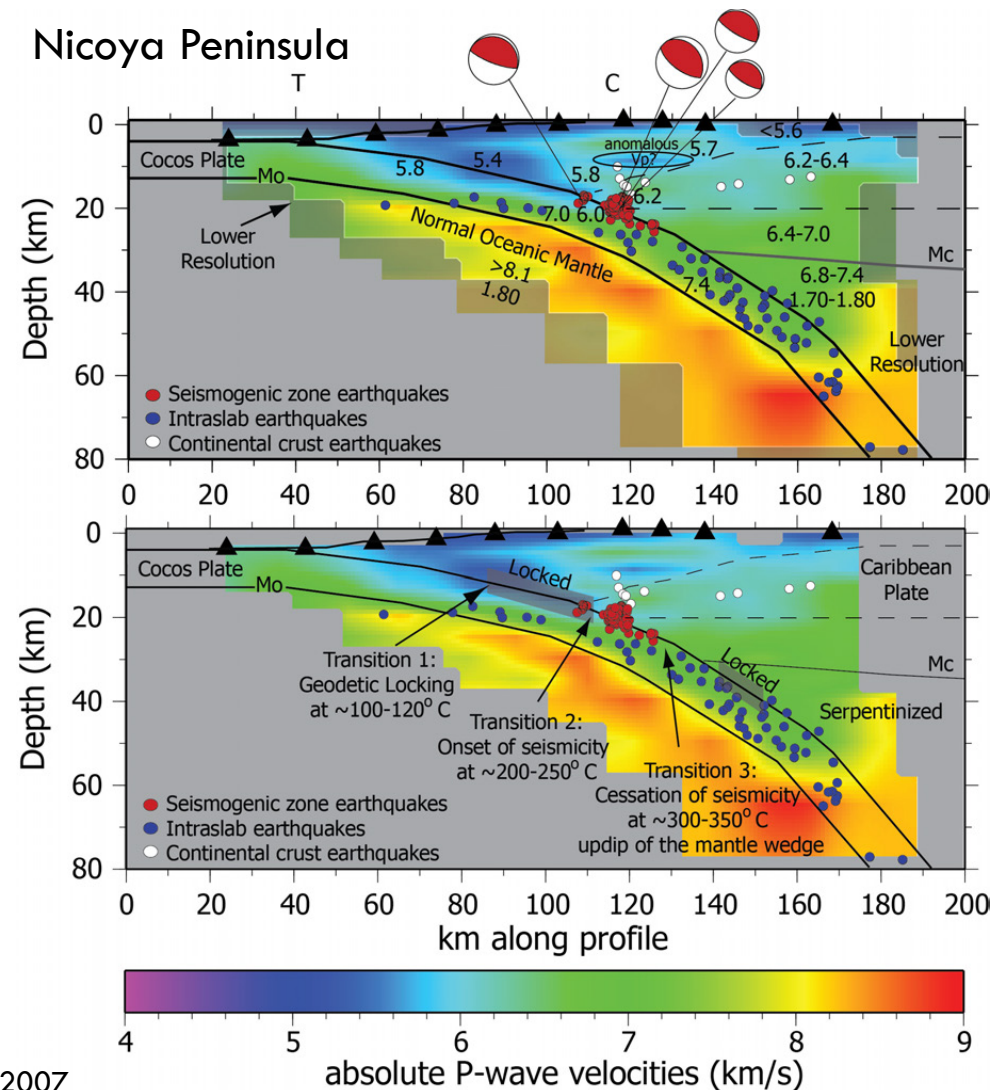 Nicoya Peninsula
T
C
0
20
40
60
80
Depth (km)
Cocos Plate
Mo
5.8
5.4
5.8
anomalous
Vp?
5.7
<5.6
6.2-6.4
6.2
7.0 6.0
6.4-7.0
Mc
Lower
Resolution
Normal Oceanic Mantle
>8.1
1.80
7.4
6.8-7.4
1.70-1.80
Lower
Resolution
Seismogenic zone earthquakes
Intraslab earthquakes
Continental crust earthquakes
0 20 40 60 80 100 120 140 160 180 200
0
20
40
60
80
Depth (km)
Cocos Plate
Mo
Locked
Caribbean
Plate
Mc
Transition 1:
Geodetic Locking
at ~100-120° C
Locked
Serpentinized
Transition 2:
Onset of seismicity
at ~200-250° C
Transition 3:
Cessation of seismicity
at ~300-350° C
updip of the mantle wedge
Seismogenic zone earthquakes
Intraslab earthquakes
Continental crust earthquakes
0 20 40 60 80 100 120 140 160 180 200
km along profile
4 5 6 7 8 9
absolute P-wave velocities (km/s)
2007